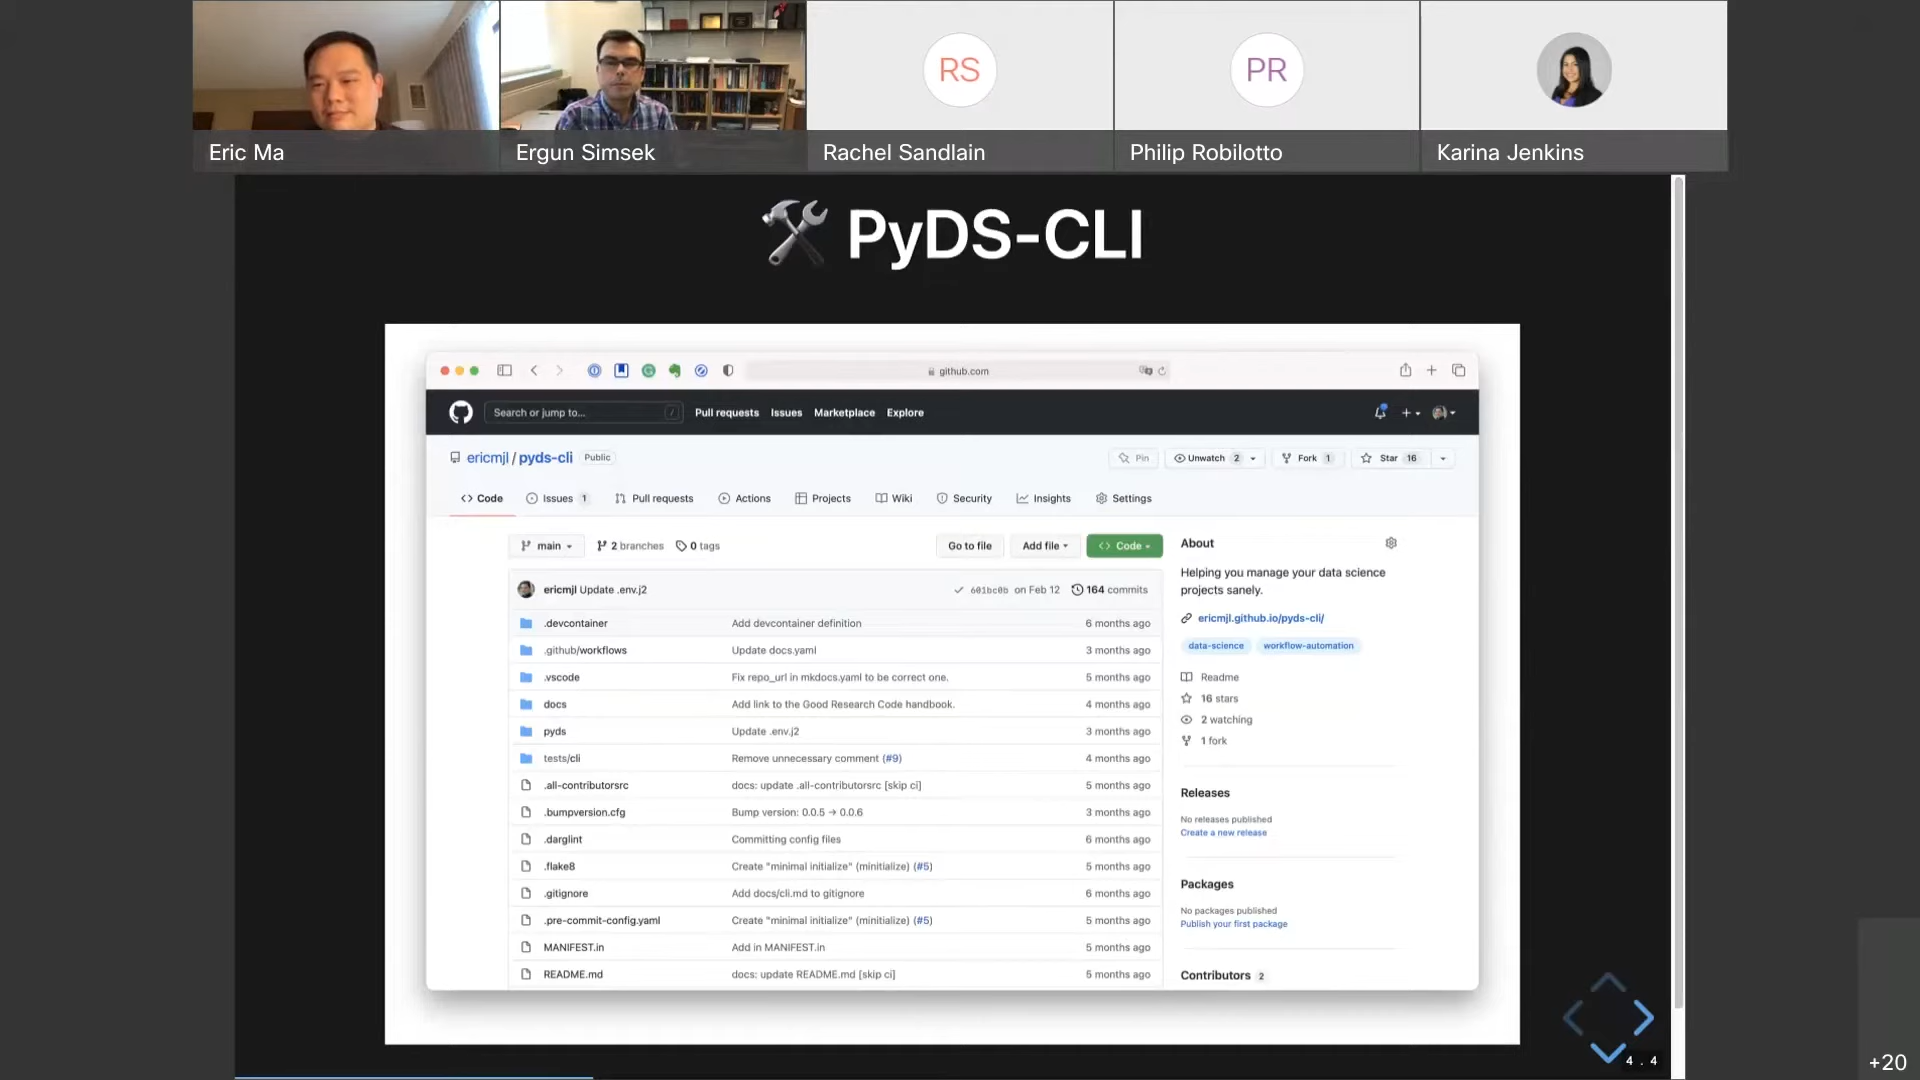 RS
PR
Eric Ma
Ergun Simsek
Rachel Sandlain
Philip Robilotto
Karina Jenkins
PyDS-CLI
github.com
Search or jump to...
/
Pull requests
Issues
Marketplace
Explore
ericmjl / pyds-cli
Public
Pin
Unwatch 2
Fork 1
Star 16
Code
Issues 1
Pull requests
Actions
Projects
Wiki
Security
Insights
Settings
main
2 branches
0 tags
Go to file
Add file
Code
ericmjl Update .env.j2
601bc0b on Feb 12
164 commits
.devcontainer Add devcontainer definition 6 months ago
.github/workflows Update docs.yaml 3 months ago
.vscode Fix repo_url in mkdocs.yaml to be correct one. 5 months ago
docs Add link to the Good Research Code handbook. 4 months ago
pyds Update .env.j2 3 months ago
tests/cli Remove unnecessary comment (#9) 4 months ago
.all-contributorsrc docs: update .all-contributorsrc [skip ci] 5 months ago
.bumpversion.cfg Bump version: 0.0.5 → 0.0.6 3 months ago
.darglint Committing config files 6 months ago
.flake8 Create "minimal initialize" (minitialize) (#5) 5 months ago
.gitignore Add docs/cli.md to gitignore 6 months ago
.pre-commit-config.yaml Create "minimal initialize" (minitialize) (#5) 5 months ago
MANIFEST.in Add in MANIFEST.in 5 months ago
README.md docs: update README.md [skip ci] 5 months ago
About
Helping you manage your data science
projects sanely.
ericmjl.github.io/pyds-cli/
data-science
workflow-automation
Readme
16 stars
2 watching
1 fork
Releases
No releases published
Create a new release
Packages
No packages published
Publish your first package
Contributors 2
4 . 4
+20